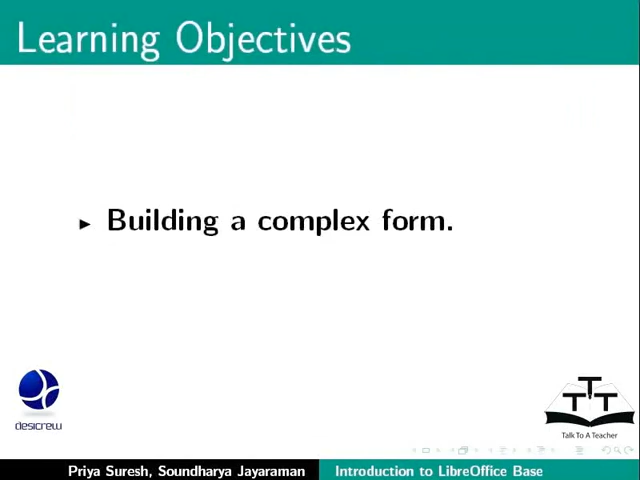 Learning Objectives
Building a complex form.
desicrew
T T T
Talk To A Teacher
Priya Suresh, Soundharya Jayaraman
Introduction to LibreOffice Base